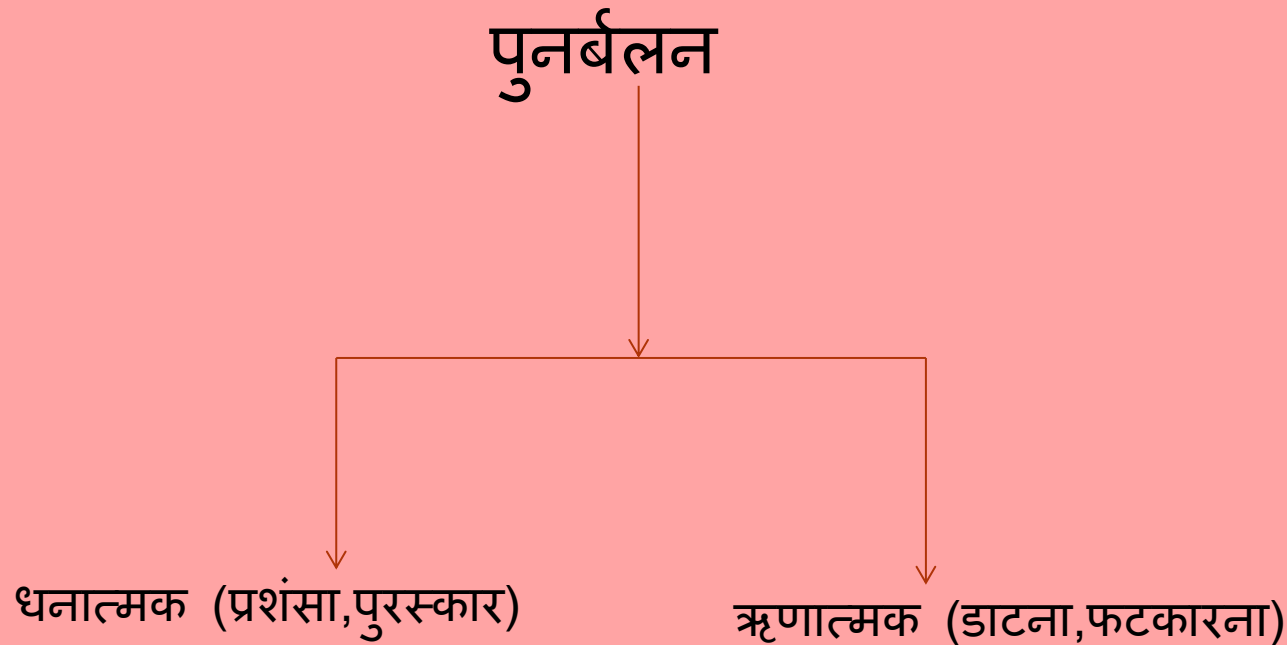 पुनर्बलन
धनात्मक (प्रशंसा,पुरस्कार)
ऋणात्मक (डाटना,फटकारना)